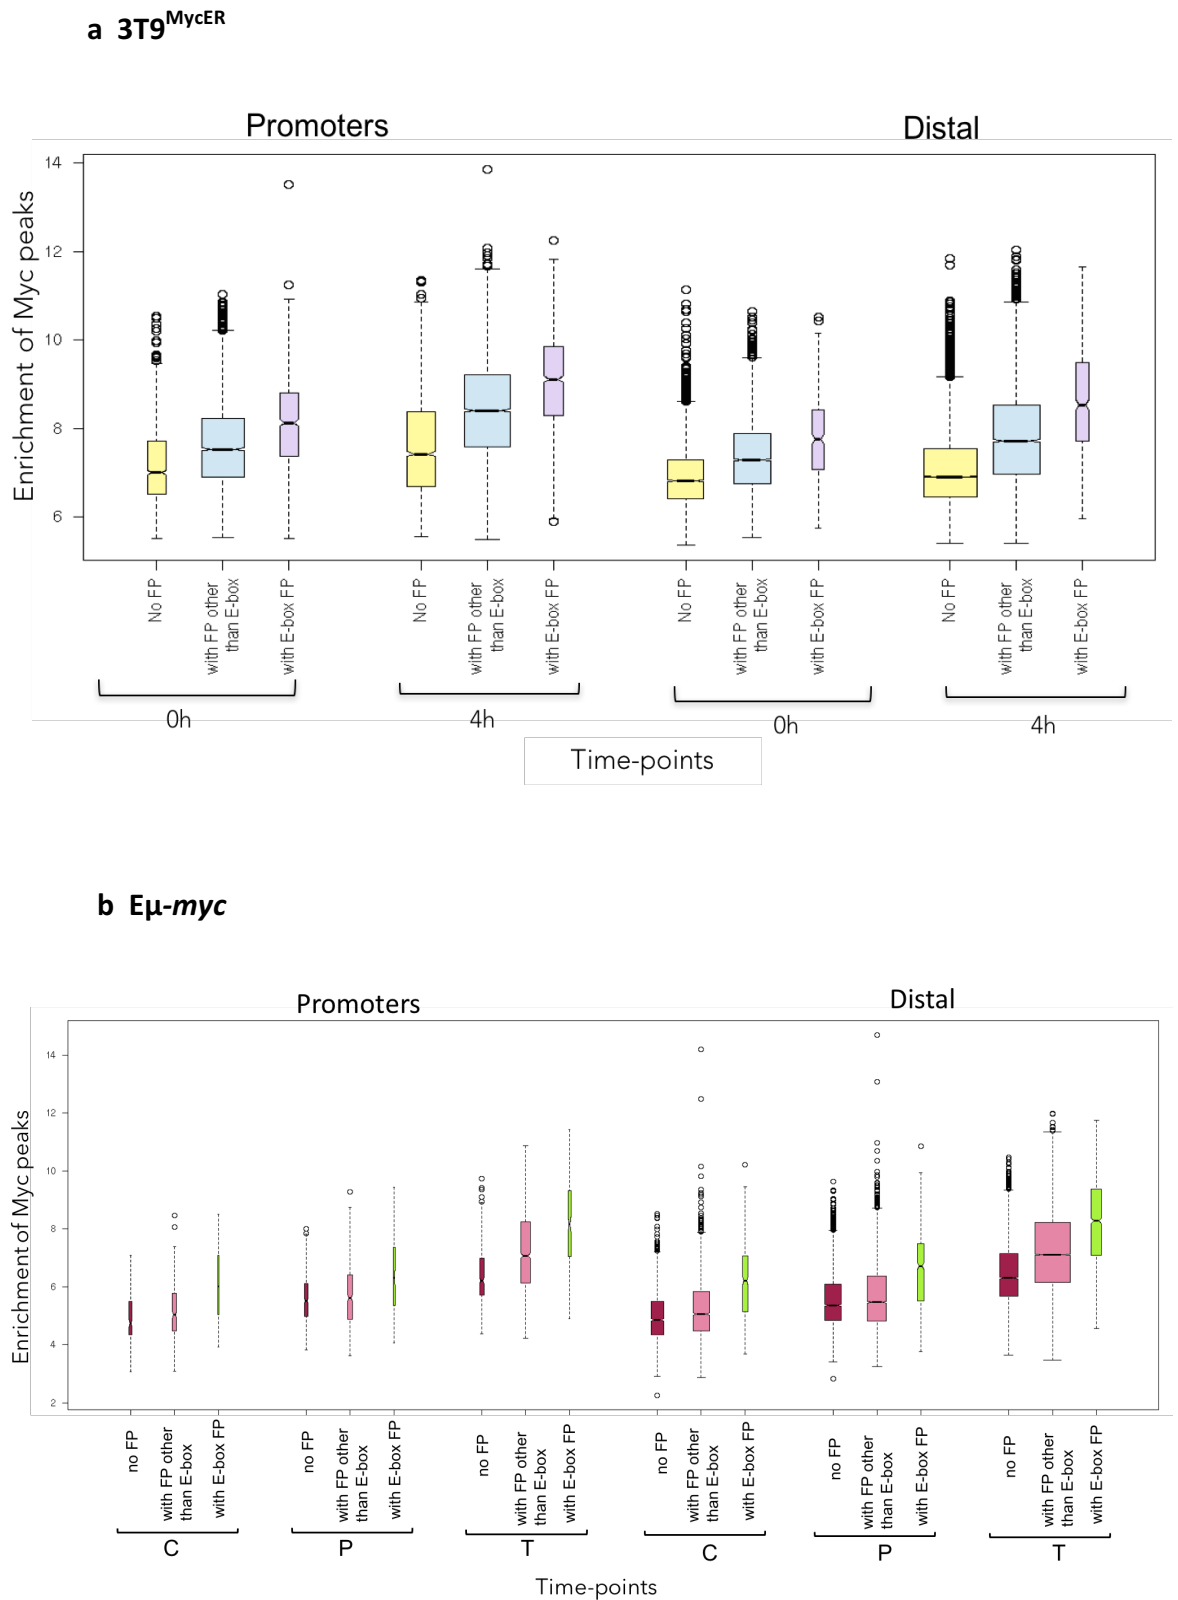 a 3T9MycER
Promoters
Distal
Enrichment of Myc peaks
14
12
10
8
6
No FP
with FP other
than E-box
with E-box FP
No FP
with FP other
than E-box
with E-box FP
No FP
with FP other
than E-box
with E-box FP
No FP
with FP other
than E-box
with E-box FP
0h
4h
0h
4h
Time-points
b Eμ-myc
Promoters
Distal
Enrichment of Myc peaks
14
12
10
8
6
4
2
no FP
with FP other
than E-box
with E-box FP
no FP
with FP other
than E-box
with E-box FP
no FP
with FP other
than E-box
with E-box FP
no FP
with FP other
than E-box
with E-box FP
no FP
with FP other
than E-box
with E-box FP
no FP
with FP other
than E-box
with E-box FP
C
P
T
C
P
T
Time-points